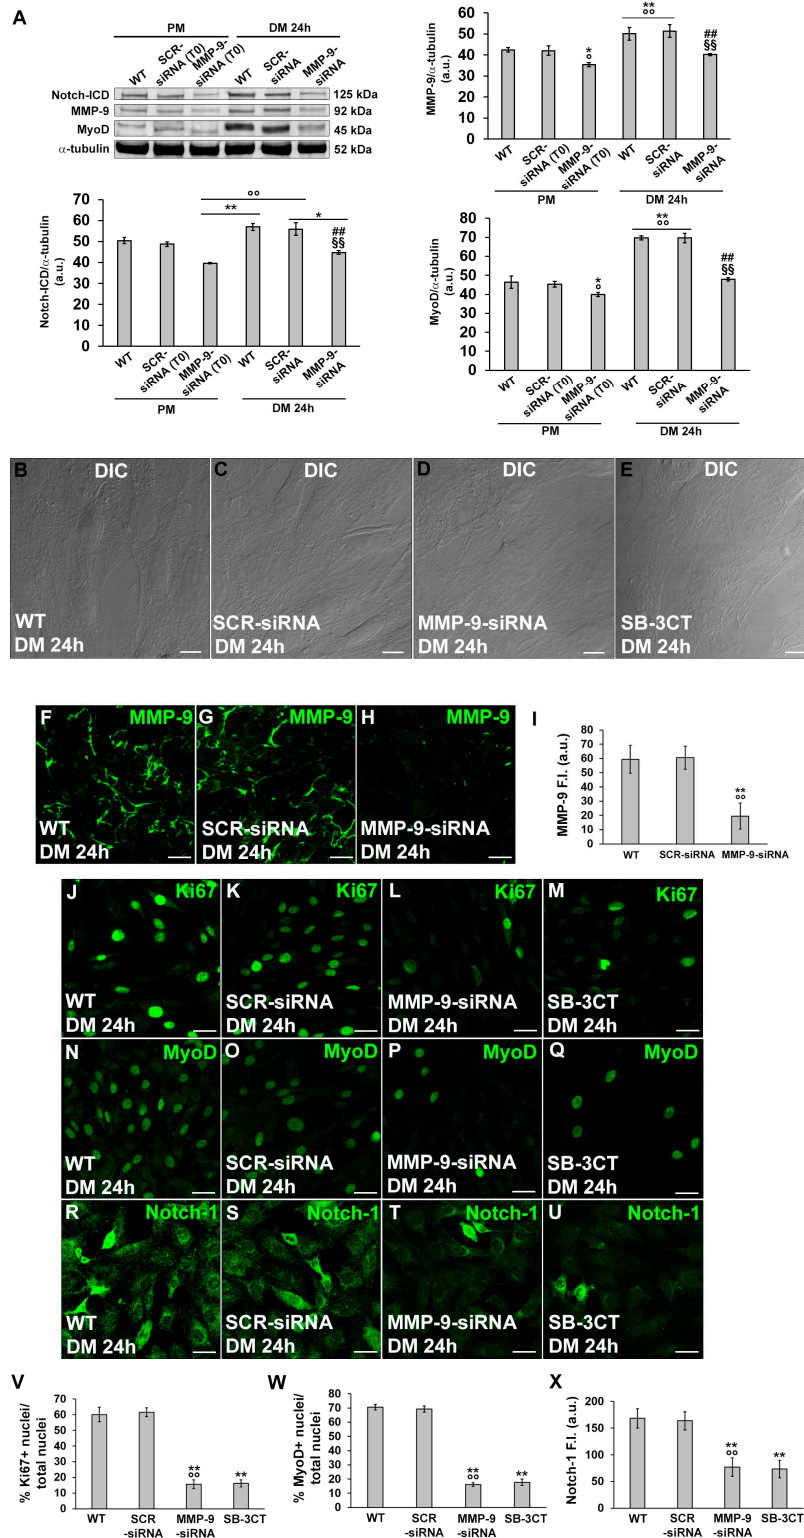 A
PM
DM 24h
WT
SCR-
siRNA (T0)
MMP-9-
siRNA (T0)
WT
SCR-
siRNA
MMP-9-
siRNA
Notch-ICD
125 kDa
MMP-9
92 kDa
MyoD
45 kDa
α-tubulin
52 kDa
MMP-9/α-tubulin
(a.u.)
60
50
40
30
20
10
0
*
°
**
°°
##
§§
WT
SCR-
siRNA (T0)
MMP-9-
siRNA (T0)
WT
SCR-
siRNA
MMP-9-
siRNA
PM
DM 24h
Notch-ICD/α-tubulin
(a.u.)
70
60
50
40
30
20
10
0
°°
**
*
##
§§
WT
SCR-
siRNA (T0)
MMP-9-
siRNA (T0)
WT
SCR-
siRNA
MMP-9-
siRNA
PM
DM 24h
MyoD/α-tubulin
(a.u.)
80
70
60
50
40
30
20
10
0
*
°
**
°°
##
§§
WT
SCR-
siRNA (T0)
MMP-9-
siRNA (T0)
WT
SCR-
siRNA
MMP-9-
siRNA
PM
DM 24h
B
DIC
WT
DM 24h
C
DIC
SCR-siRNA
DM 24h
D
DIC
MMP-9-siRNA
DM 24h
E
DIC
SB-3CT
DM 24h
F
MMP-9
WT
DM 24h
G
MMP-9
SCR-siRNA
DM 24h
H
MMP-9
MMP-9-siRNA
DM 24h
I
MMP-9 F.I. (a.u.)
80
70
60
50
40
30
20
10
0
**
°°
WT
SCR-siRNA
MMP-9-siRNA
J
Ki67
WT
DM 24h
K
Ki67
SCR-siRNA
DM 24h
L
Ki67
MMP-9-siRNA
DM 24h
M
Ki67
SB-3CT
DM 24h
N
MyoD
WT
DM 24h
O
MyoD
SCR-siRNA
DM 24h
P
MyoD
MMP-9-siRNA
DM 24h
Q
MyoD
SB-3CT
DM 24h
R
Notch-1
WT
DM 24h
S
Notch-1
SCR-siRNA
DM 24h
T
Notch-1
MMP-9-siRNA
DM 24h
U
Notch-1
SB-3CT
DM 24h
V
% Ki67+ nuclei/
total nuclei
70
60
50
40
30
20
10
0
**
°°
**
WT
SCR
-siRNA
MMP-9
-siRNA
SB-3CT
W
% MyoD+ nuclei/
total nuclei
80
70
60
50
40
30
20
10
0
**
°°
**
WT
SCR
-siRNA
MMP-9
-siRNA
SB-3CT
X
Notch-1 F.I. (a.u.)
200
150
100
50
0
**
°°
**
WT
SCR
-siRNA
MMP-9
-siRNA
SB-3CT